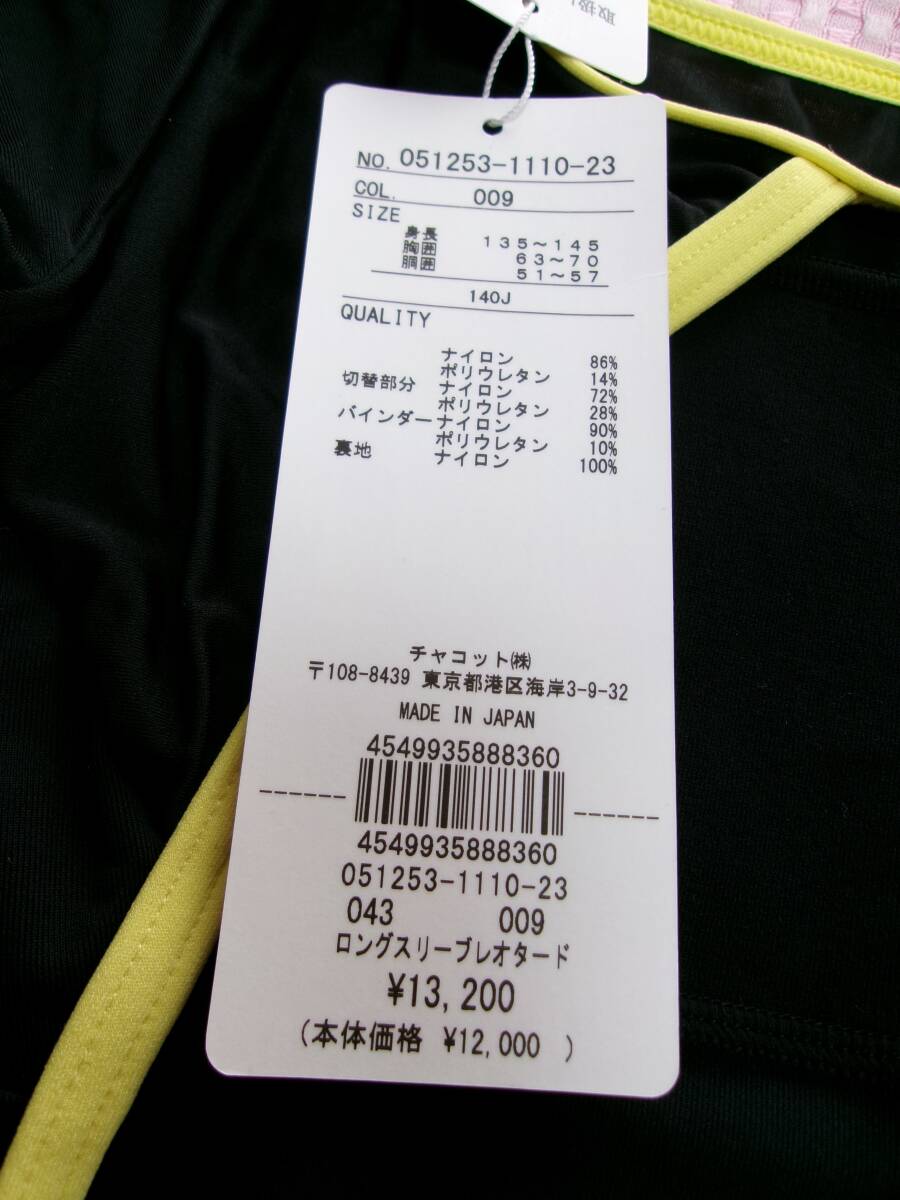 取扱
NO. 051253-1110-23
COL. 009
SIZE
身長 135～145
胸囲 63～70
胴囲 51～57
140J
QUALITY
ナイロン 86%
ポリウレタン 14%
切替部分 ナイロン 72%
ポリウレタン 28%
バインダー ナイロン 90%
ポリウレタン 10%
裏地 ナイロン 100%
チャコット㈱
〒108-8439 東京都港区海岸3-9-32
MADE IN JAPAN
4549935888360
4549935888360
051253-1110-23
043 009
ロングスリーブレオタード
¥13,200
(本体価格 ¥12,000 )